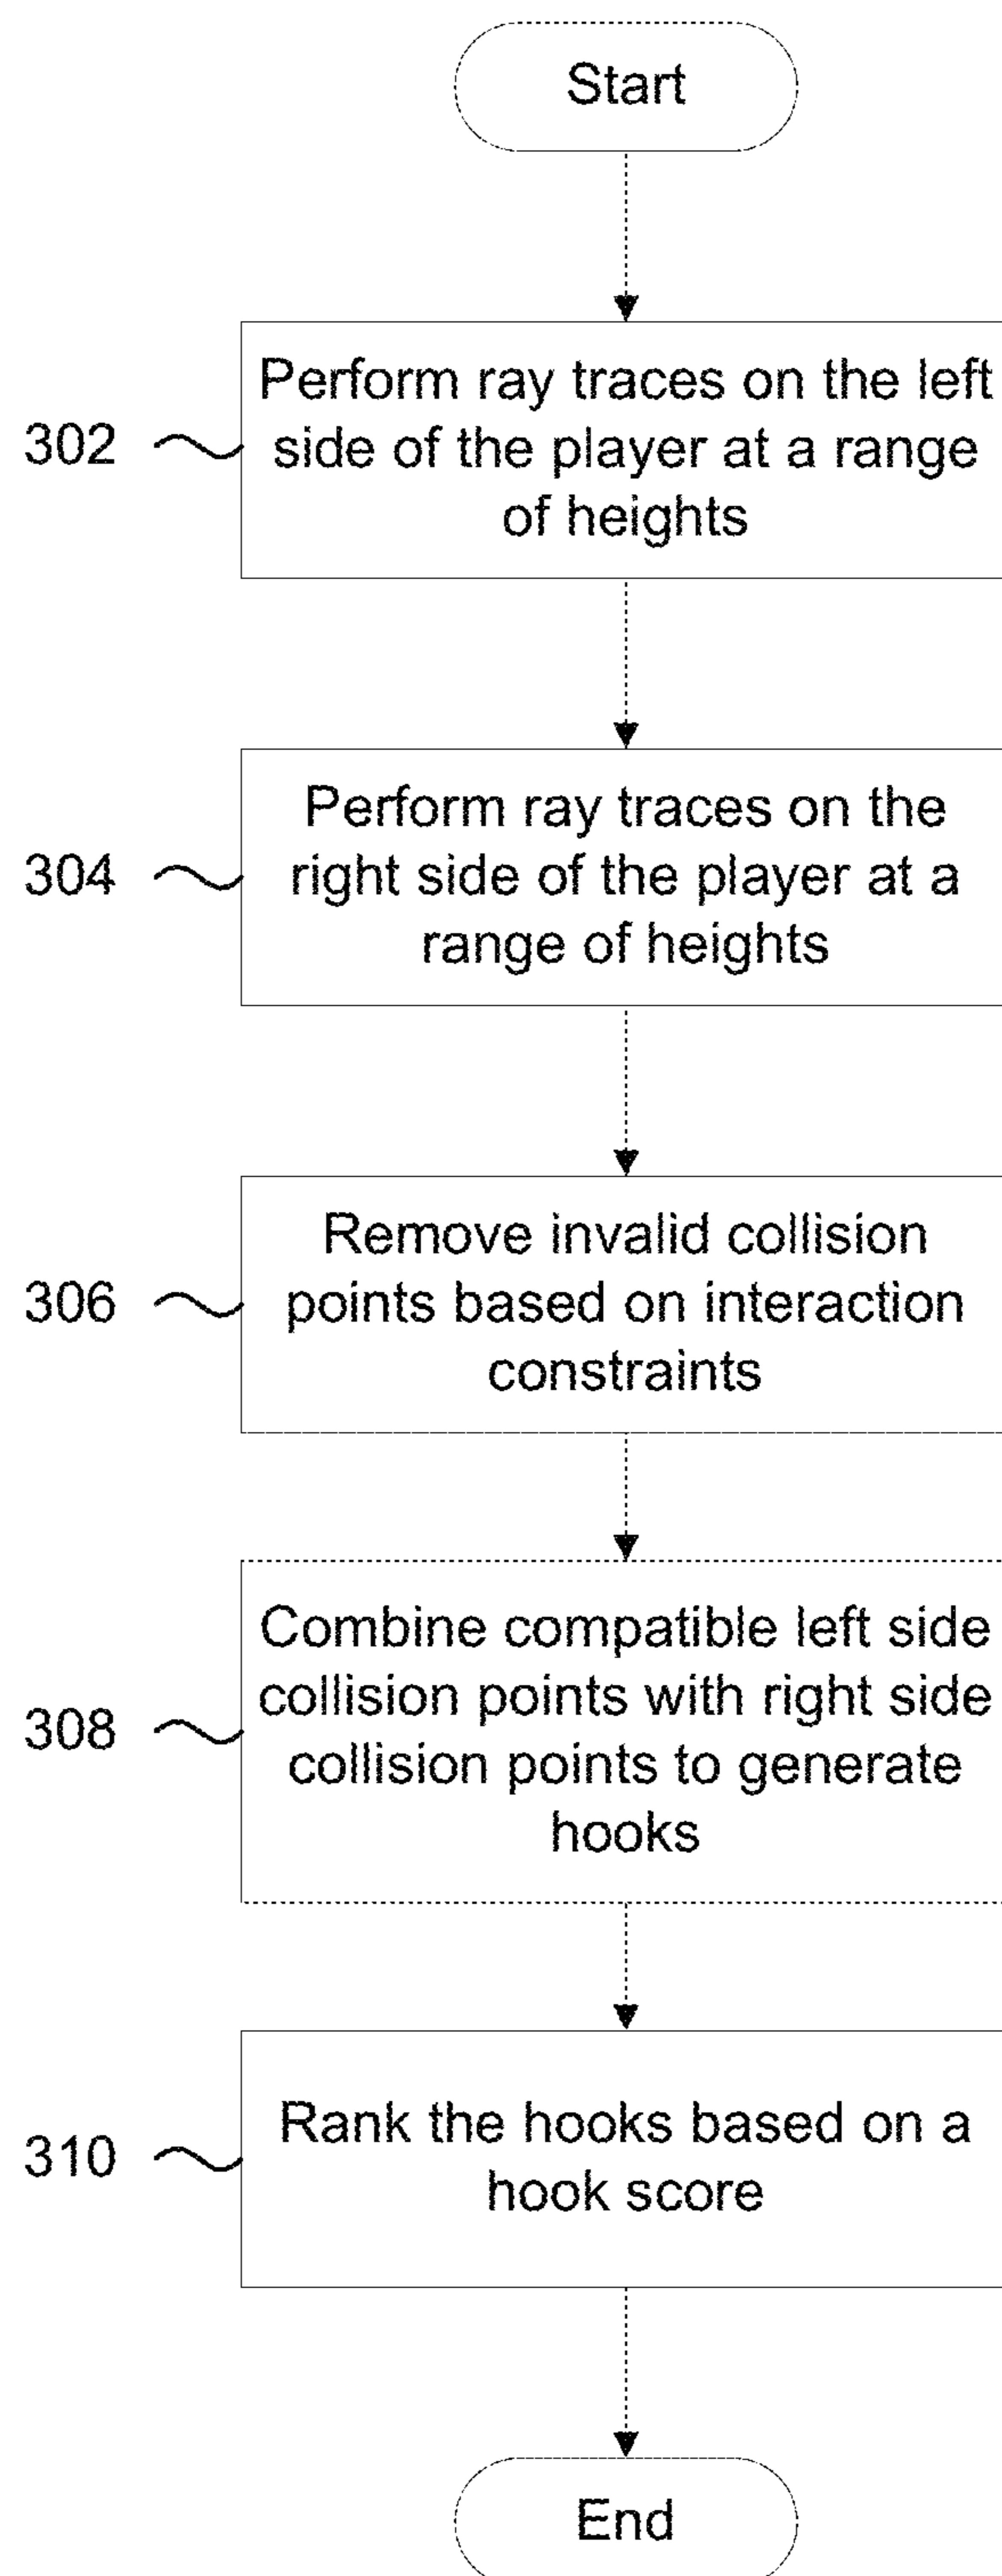 Start
302
Perform ray traces on the left
side of the player at a range
of heights
304
Perform ray traces on the
right side of the player at a
range of heights
306
Remove invalid collision
points based on interaction
constraints
308
Combine compatible left side
collision points with right side
collision points to generate
hooks
310
Rank the hooks based on a
hook score
End